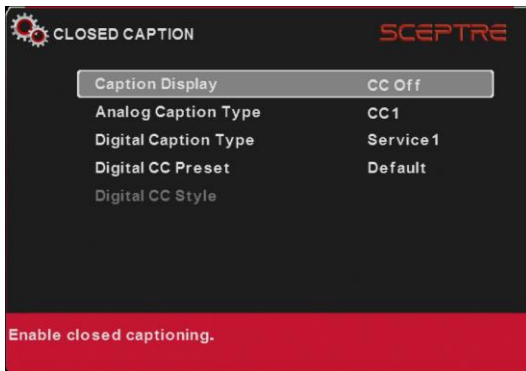 CLOSED CAPTION SCEPTRE
Caption Display CC Off
Analog Caption Type CC1
Digital Caption Type Service1
Digital CC Preset Default
Digital CC Style
Enable closed captioning.